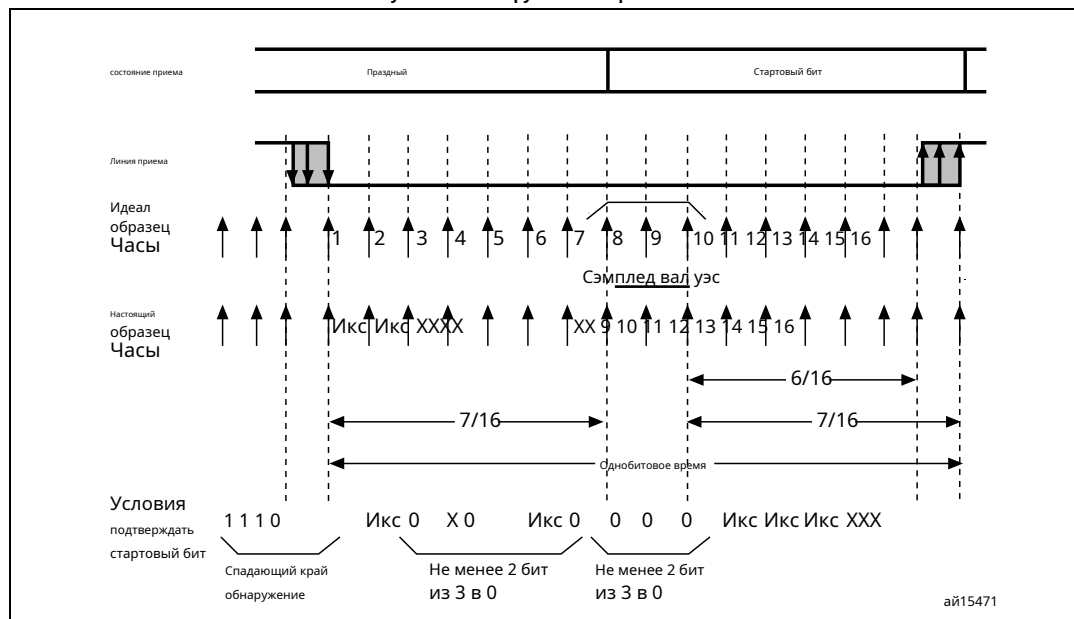 состояние приема
Праздный
Стартовый бит
Линия приема
Идеал
образец
Часы
1 2 3 4 5 6 7 8 9 10 11 12 13 14 15 16
Сэмплед вал уэс
Настоящий
образец
Часы
Икс Икс XXXX XX 9 10 11 12 13 14 15 16
6/16
7/16 7/16
Однобитовое время
Условия
подтверждать
стартовый бит
1 1 1 0 Икс 0 X 0 Икс 0 0 0 0 Икс Икс Икс XXX
Спадающий край
обнаружение
Не менее 2 бит
из 3 в 0
Не менее 2 бит
из 3 в 0
ай15471